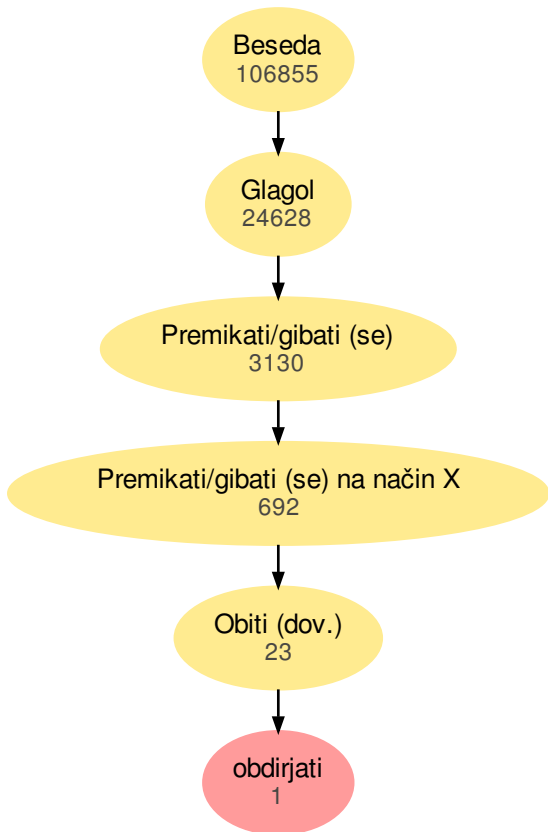 Beseda
106855
Glagol
24628
Premikati/gibati (se)
3130
Premikati/gibati (se) na način X
692
Obiti (dov.)
23
obdirjati
1